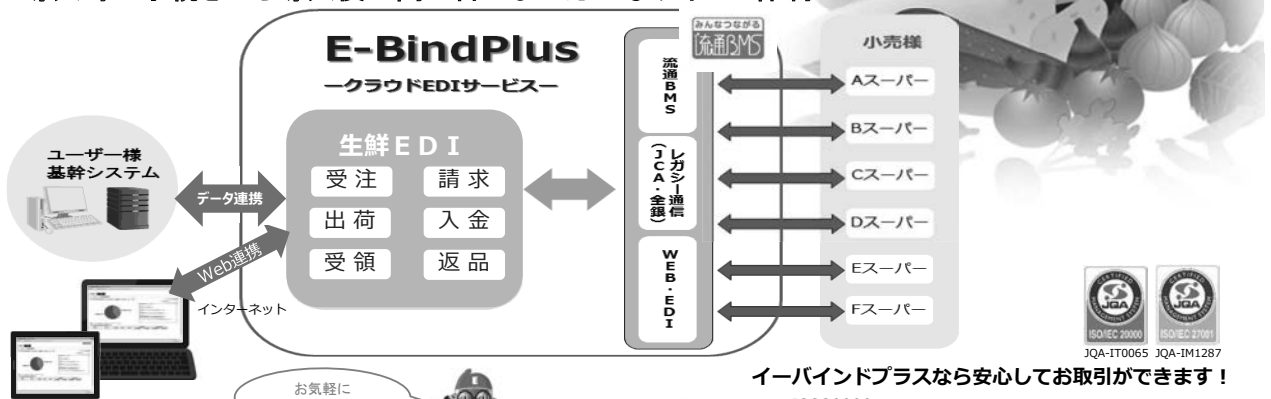 みんなつながる
流通BMS
E-BindPlus
ークラウドEDIサービスー
ユーザー様
基幹システム
データ連携
Web連携
インターネット
生鮮ＥＤＩ
受注
請求
出荷
入金
受領
返品
流通BMS
レガシー通信
(JCA・全銀)
WEB・EDI
小売様
Aスーパー
Bスーパー
Cスーパー
Dスーパー
Eスーパー
Fスーパー
CERTIFIED
JQA
MANAGEMENT SYSTEM
ISO/IEC 20000
JQA-IT0065
CERTIFIED
JQA
MANAGEMENT SYSTEM
ISO/IEC 27001
JQA-IM1287
イーバインドプラスなら安心してお取引ができます！
お気軽に